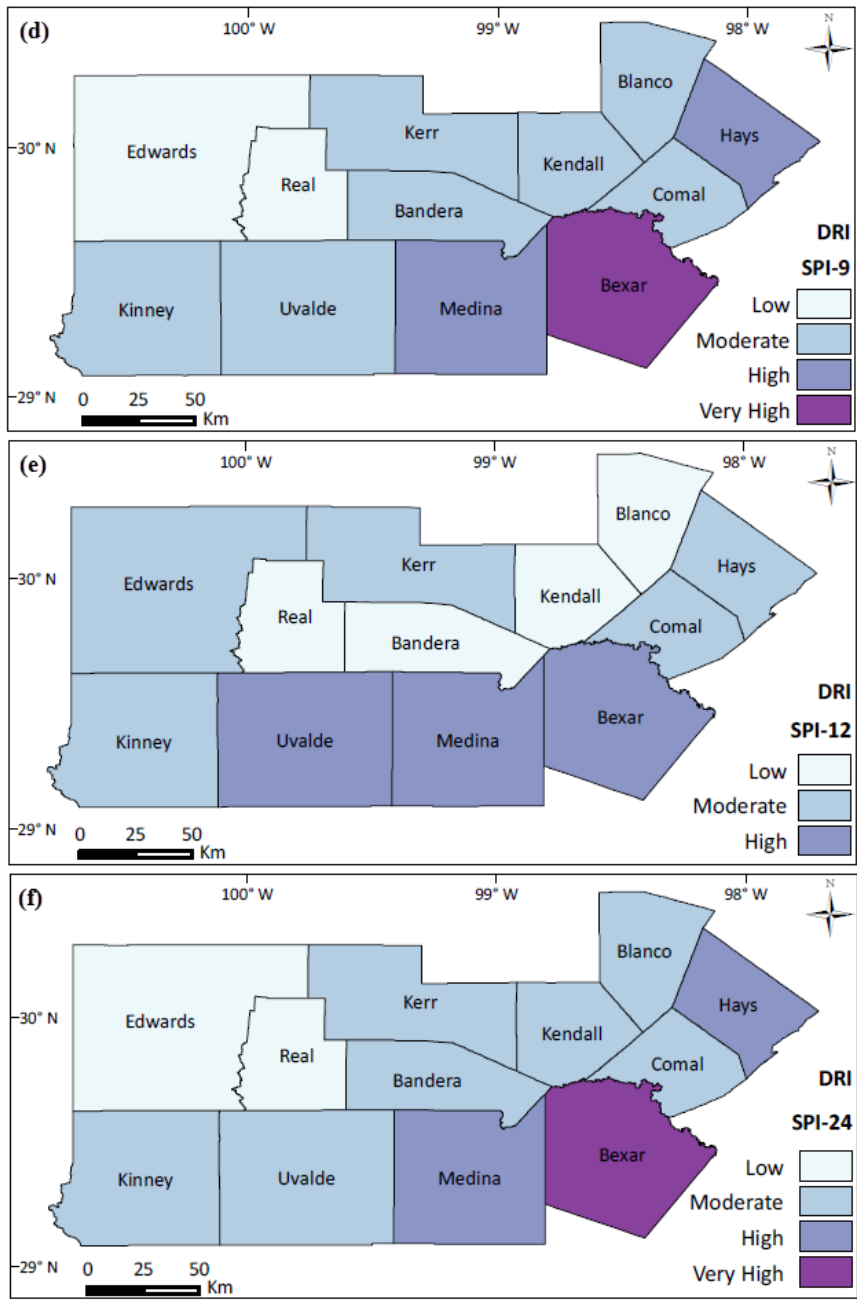 (d)
100° W
99° W
98° W
N
Blanco
Hays
Kerr
30° N
Edwards
Kendall
Real
Comal
Bandera
DRI
SPI-9
Bexar
Kinney
Uvalde
Medina
Low
Moderate
High
Very High
29° N
0 25 50
Km
(e)
100° W
99° W
98° W
N
Blanco
Hays
Kerr
30° N
Edwards
Kendall
Real
Comal
Bandera
DRI
SPI-12
Bexar
Kinney
Uvalde
Medina
Low
Moderate
High
29° N
0 25 50
Km
(f)
100° W
99° W
98° W
N
Blanco
Hays
Kerr
30° N
Edwards
Kendall
Real
Comal
Bandera
DRI
SPI-24
Bexar
Kinney
Uvalde
Medina
Low
Moderate
High
Very High
29° N
0 25 50
Km